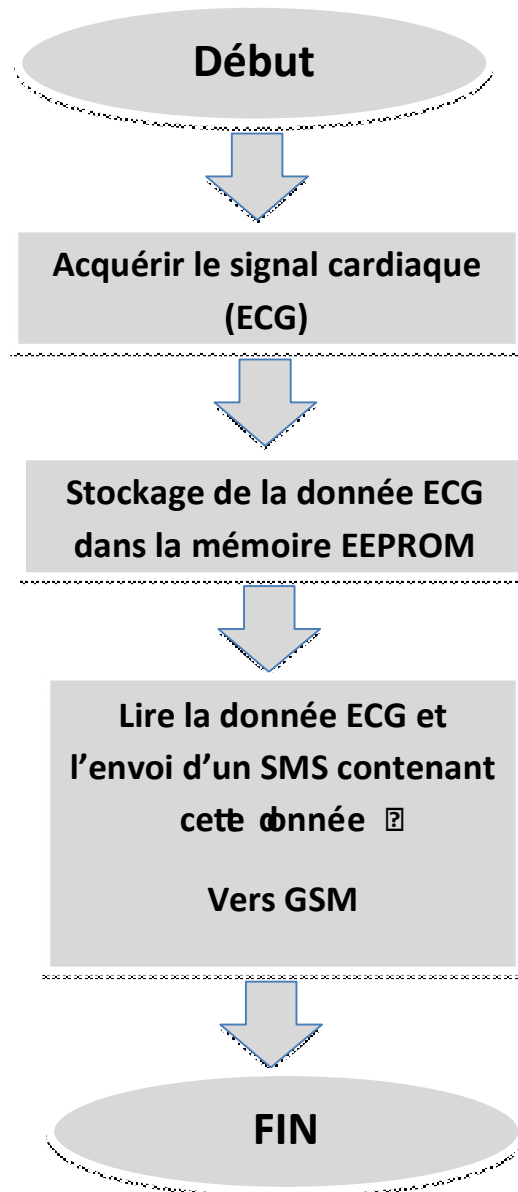 Début
Acquérir le signal cardiaque
(ECG)
Stockage de la donnée ECG
dans la mémoire EEPROM
Lire la donnée ECG et
l’envoi d’un SMS contenant
cette donnée
Vers GSM
FIN